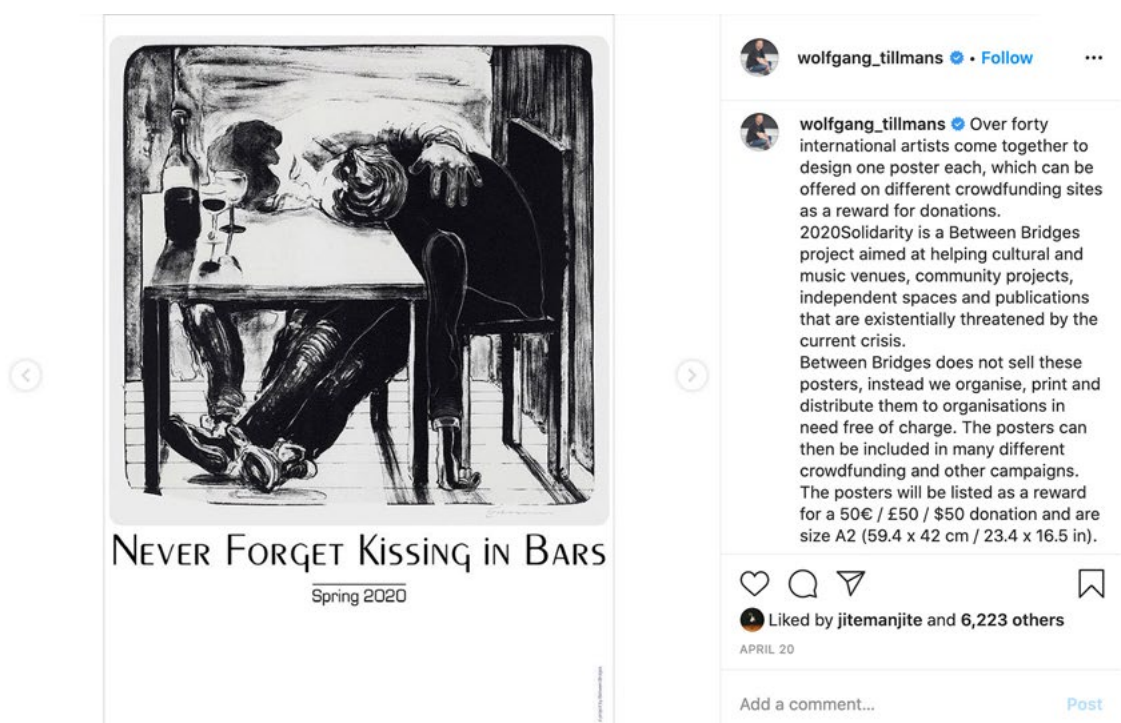 NEVER FORGET KISSING IN BARS
Spring 2020
wolfgang_tillmans • Follow
wolfgang_tillmans Over forty
international artists come together to
design one poster each, which can be
offered on different crowdfunding sites
as a reward for donations.
2020Solidarity is a Between Bridges
project aimed at helping cultural and
music venues, community projects,
independent spaces and publications
that are existentially threatened by the
current crisis.
Between Bridges does not sell these
posters, instead we organise, print and
distribute them to organisations in
need free of charge. The posters can
then be included in many different
crowdfunding and other campaigns.
The posters will be listed as a reward
for a 50€ / £50 / $50 donation and are
size A2 (59.4 x 42 cm / 23.4 x 16.5 in).
Liked by jitemanjite and 6,223 others
APRIL 20
Add a comment... Post